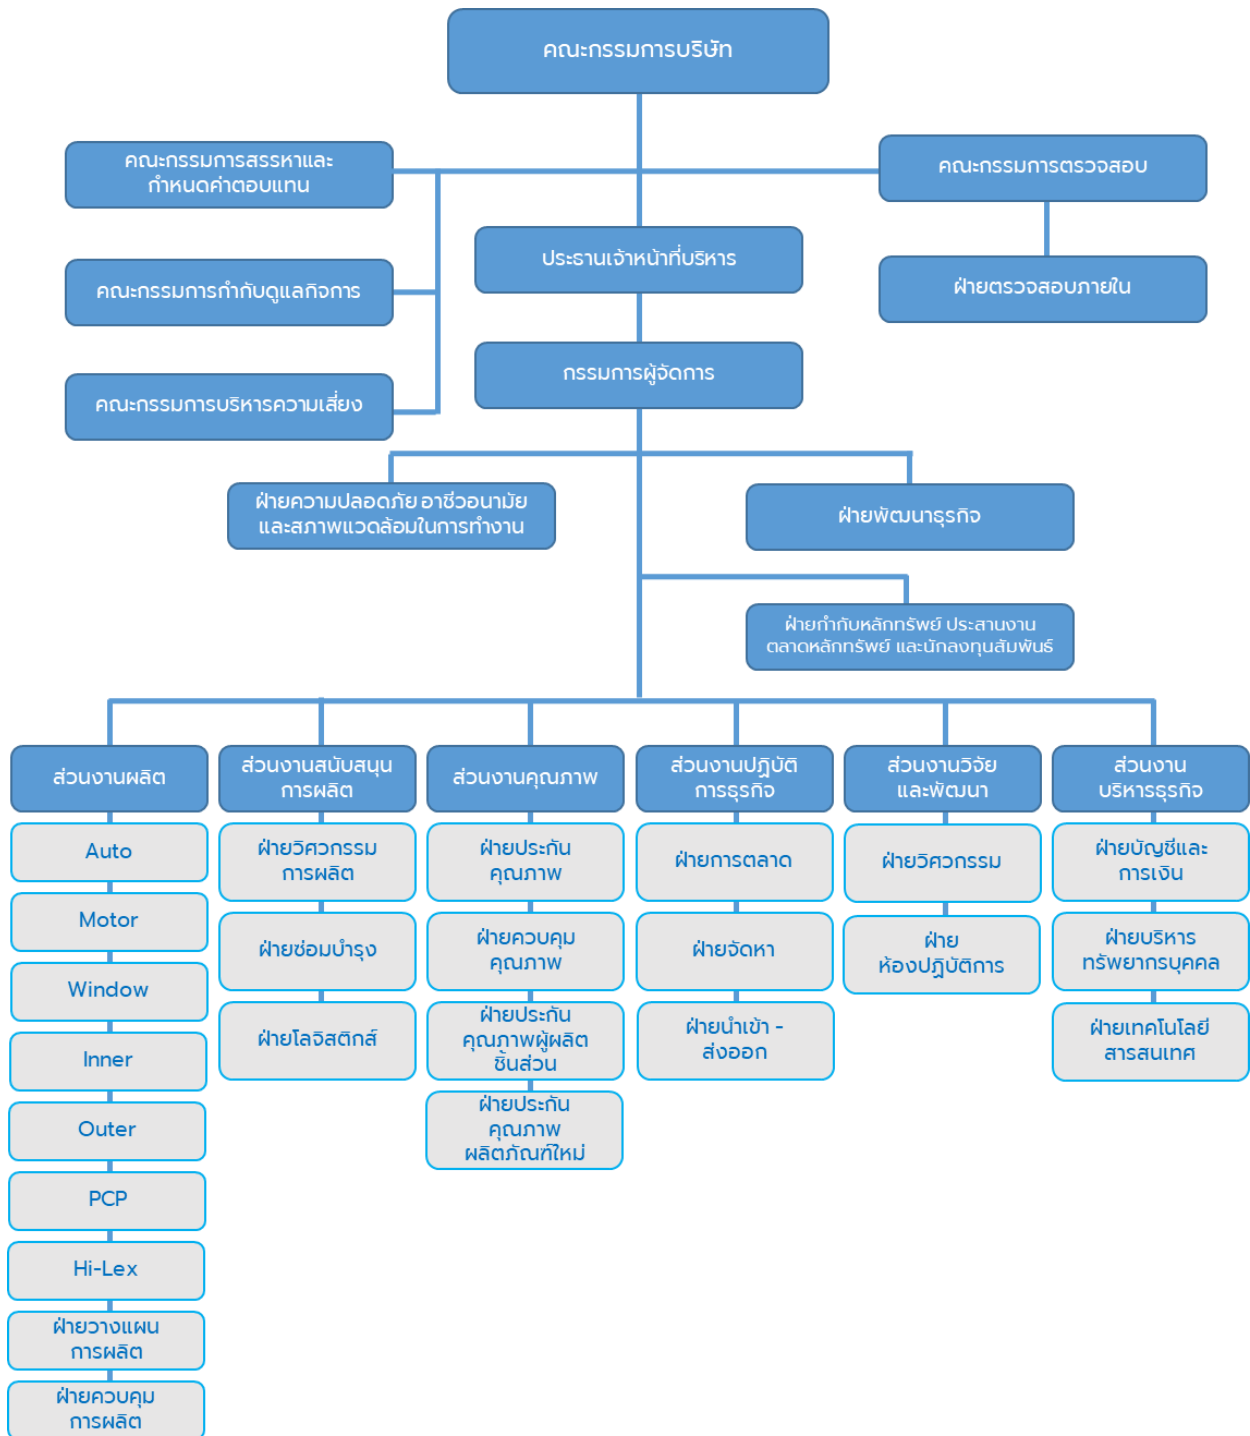 คณะกรรมการบริษัท
คณะกรรมการสรรหาและ
กำหนดค่าตอบแทน
คณะกรรมการตรวจสอบ
ประธานเจ้าหน้าที่บริหาร
คณะกรรมการกำกับดูแลกิจการ
ฝ่ายตรวจสอบภายใน
กรรมการผู้จัดการ
คณะกรรมการบริหารความเสี่ยง
ฝ่ายความปลอดภัย อาชีวอนามัย
และสภาพแวดล้อมในการทำงาน
ฝ่ายพัฒนาธุรกิจ
ฝ่ายกำกับหลักทรัพย์ ประสานงาน
ตลาดหลักทรัพย์ และนักลงทุนสัมพันธ์
ส่วนงานผลิต
Auto
Motor
Window
Inner
Outer
PCP
Hi-Lex
ฝ่ายวางแผน
การผลิต
ฝ่ายควบคุม
การผลิต
ส่วนงานสนับสนุน
การผลิต
ฝ่ายวิศวกรรม
การผลิต
ฝ่ายซ่อมบำรุง
ฝ่ายโลจิสติกส์
ส่วนงานคุณภาพ
ฝ่ายประกัน
คุณภาพ
ฝ่ายควบคุม
คุณภาพ
ฝ่ายประกัน
คุณภาพผู้ผลิต
ชิ้นส่วน
ฝ่ายประกัน
คุณภาพ
ผลิตภัณฑ์ใหม่
ส่วนงานปฏิบัติ
การธุรกิจ
ฝ่ายการตลาด
ฝ่ายจัดหา
ฝ่ายนำเข้า -
ส่งออก
ส่วนงานวิจัย
และพัฒนา
ฝ่ายวิศวกรรม
ฝ่าย
ห้องปฏิบัติการ
ส่วนงาน
บริหารธุรกิจ
ฝ่ายบัญชีและ
การเงิน
ฝ่ายบริหาร
ทรัพยากรบุคคล
ฝ่ายเทคโนโลยี
สารสนเทศ